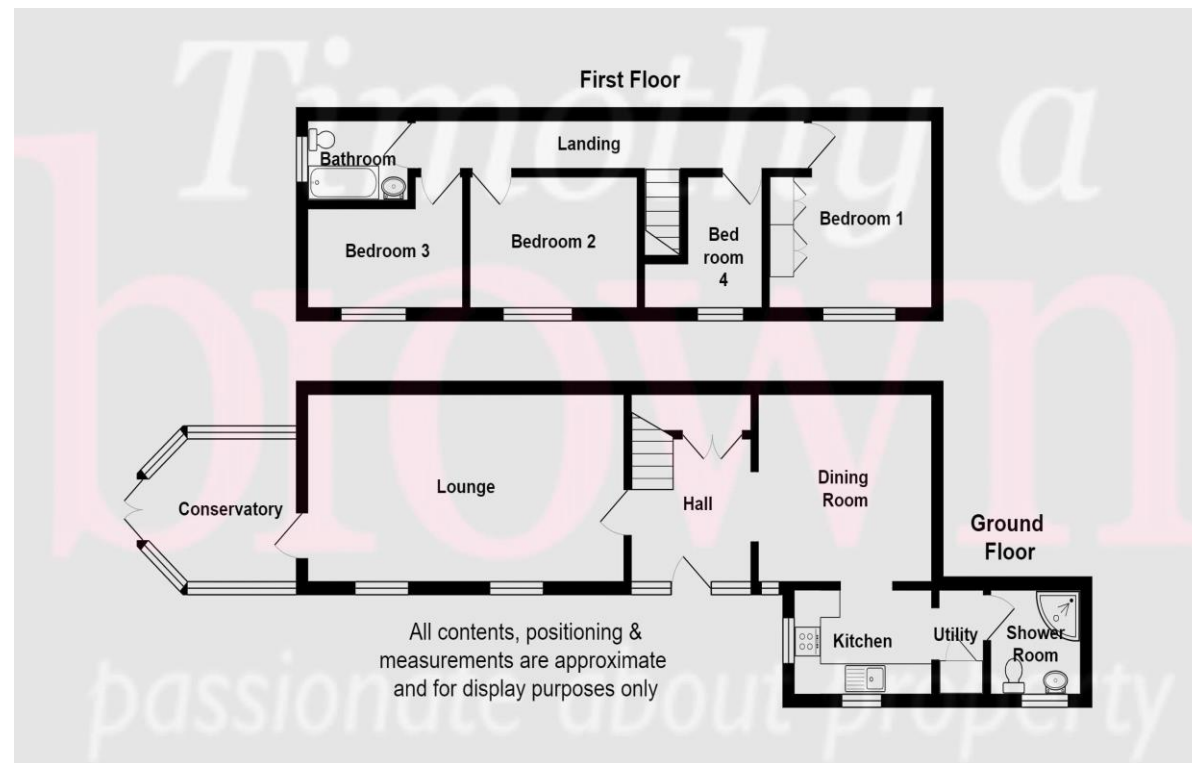 Timothy a
brown
passionate about property
First Floor
Bathroom
Landing
Bedroom 3
Bedroom 2
Bed
room
4
Bedroom 1
Conservatory
Lounge
Hall
Dining
Room
Ground
Floor
Kitchen
Utility
Shower
Room
All contents, positioning &
measurements are approximate
and for display purposes only